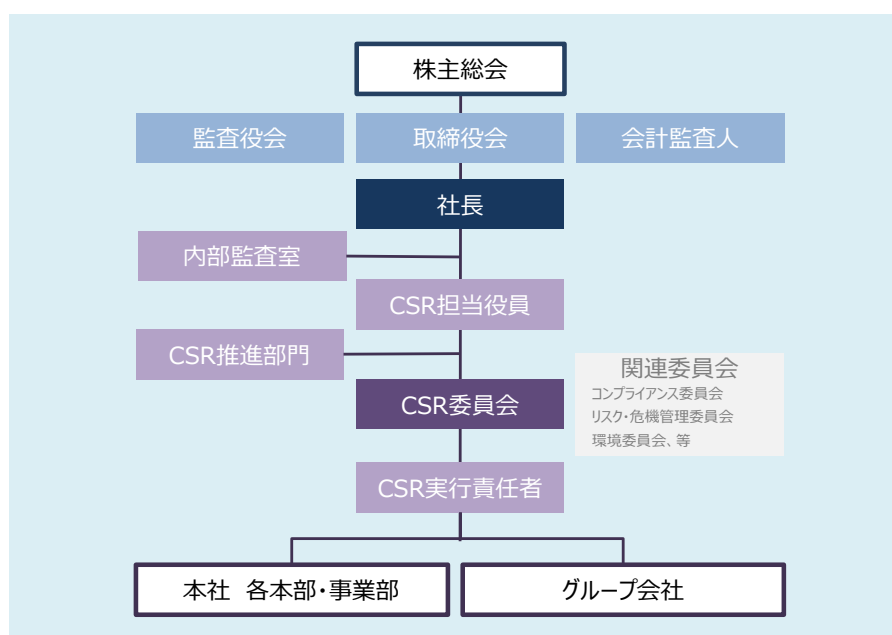 株主総会
監査役会
取締役会
会計監査人
社長
内部監査室
CSR担当役員
CSR推進部門
関連委員会
コンプライアンス委員会
リスク・危機管理委員会
環境委員会、等
CSR委員会
CSR実行責任者
本社 各本部・事業部
グループ会社